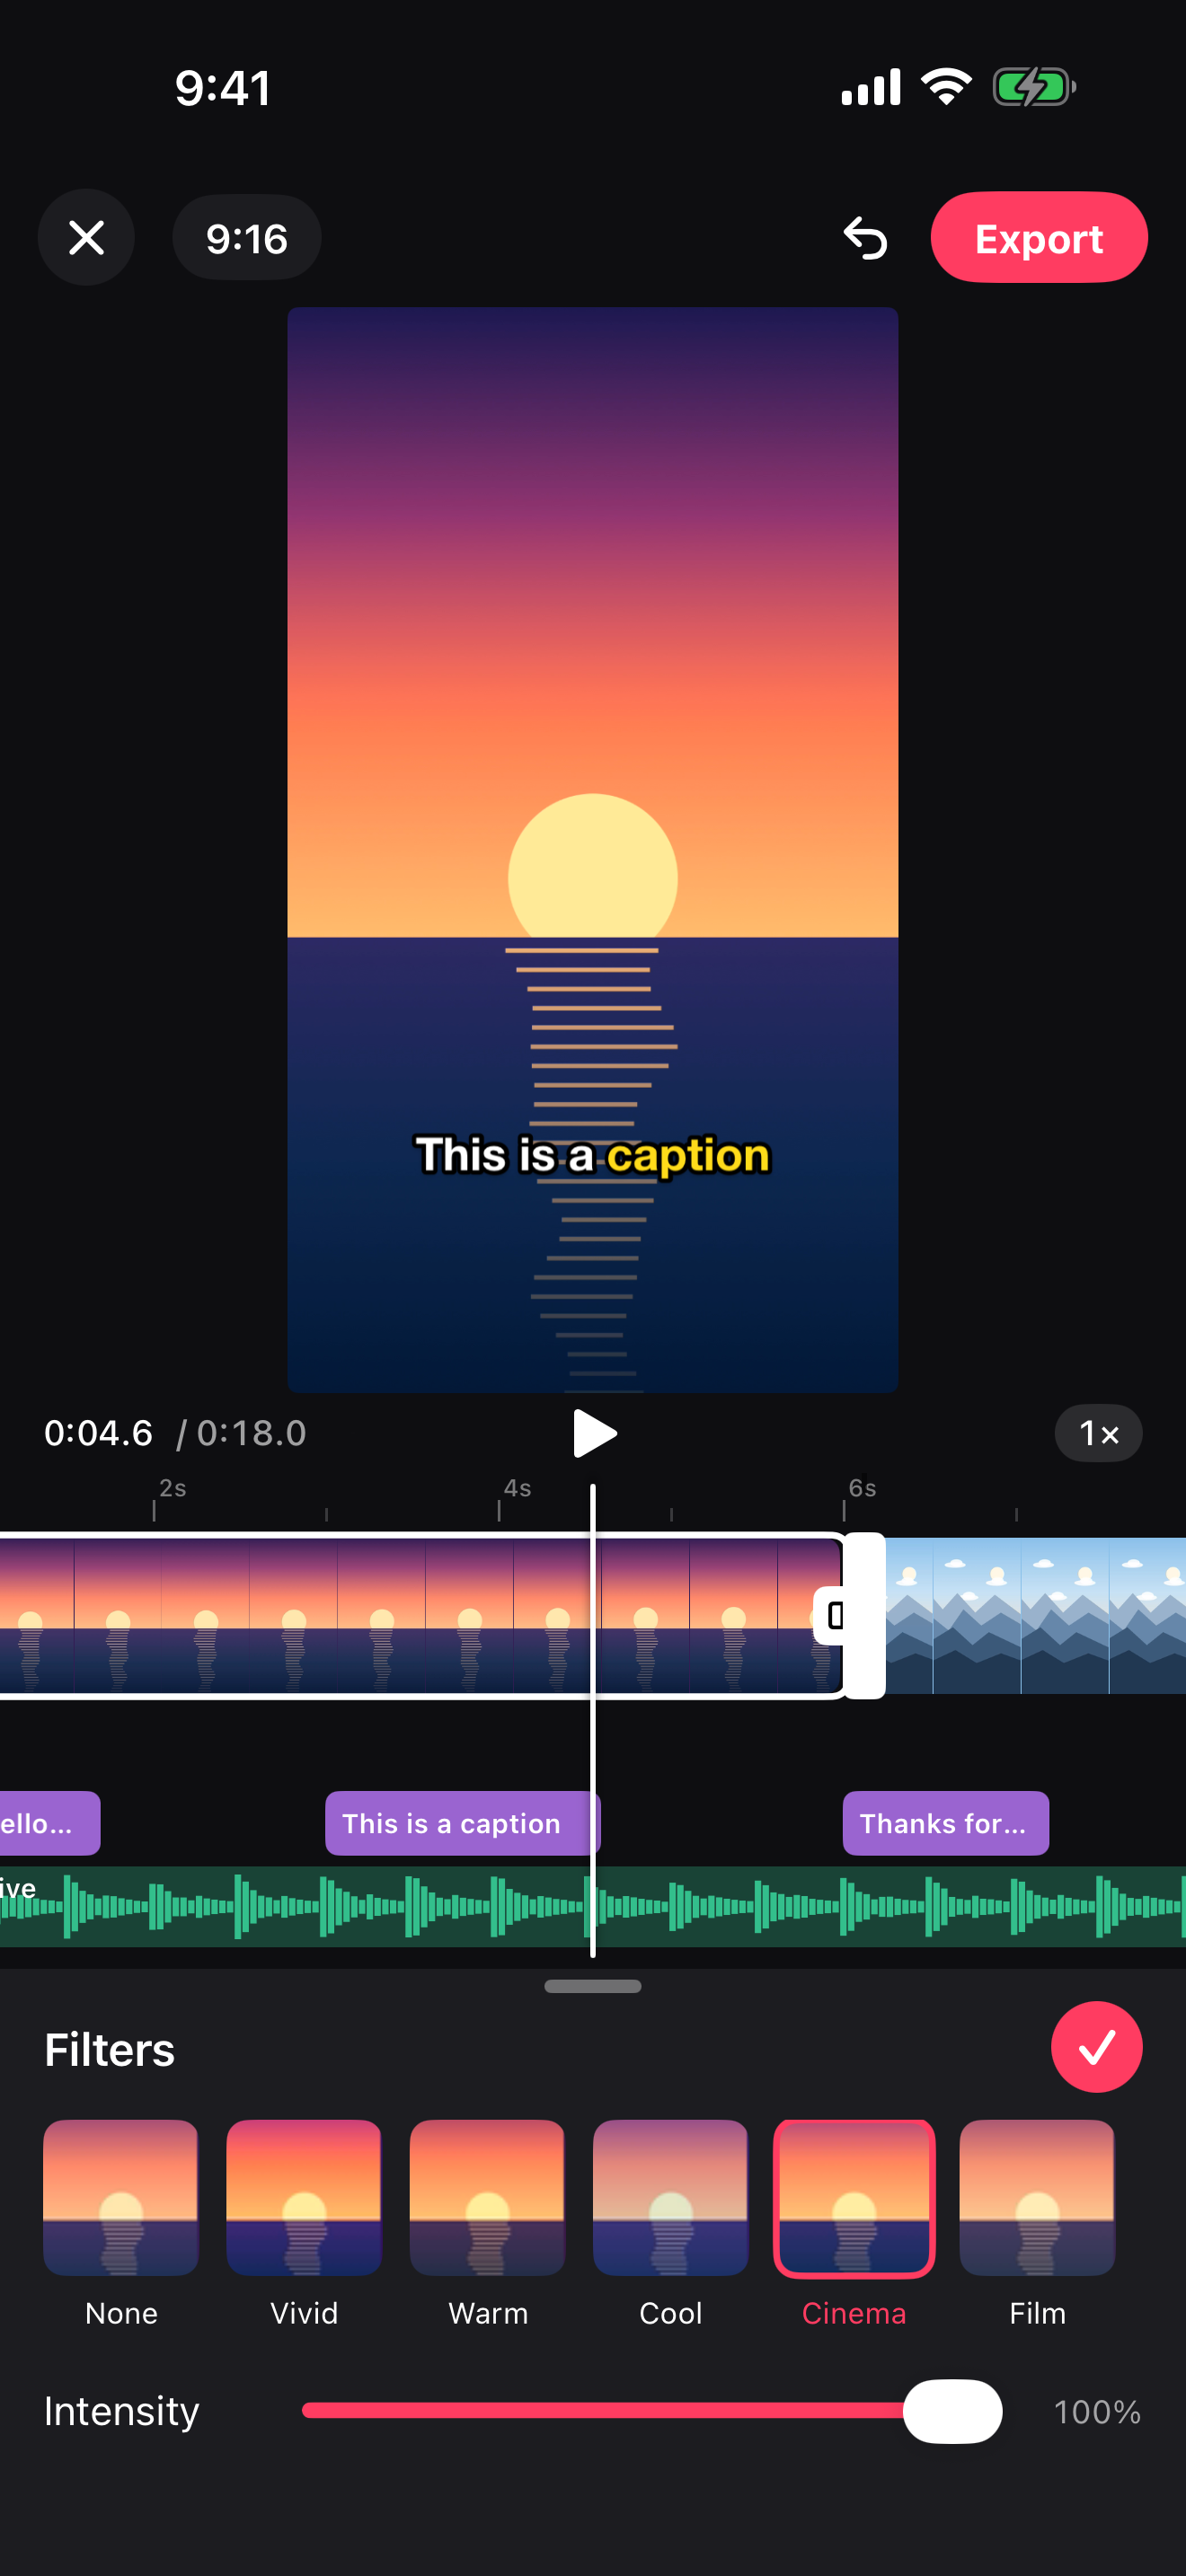 9:41
9:16
Export
This is a caption
0:04.6 / 0:18.0
1×
2s 4s 6s
ello...
This is a caption
Thanks for...
ive
Filters
None Vivid Warm Cool Cinema Film
Intensity 100%